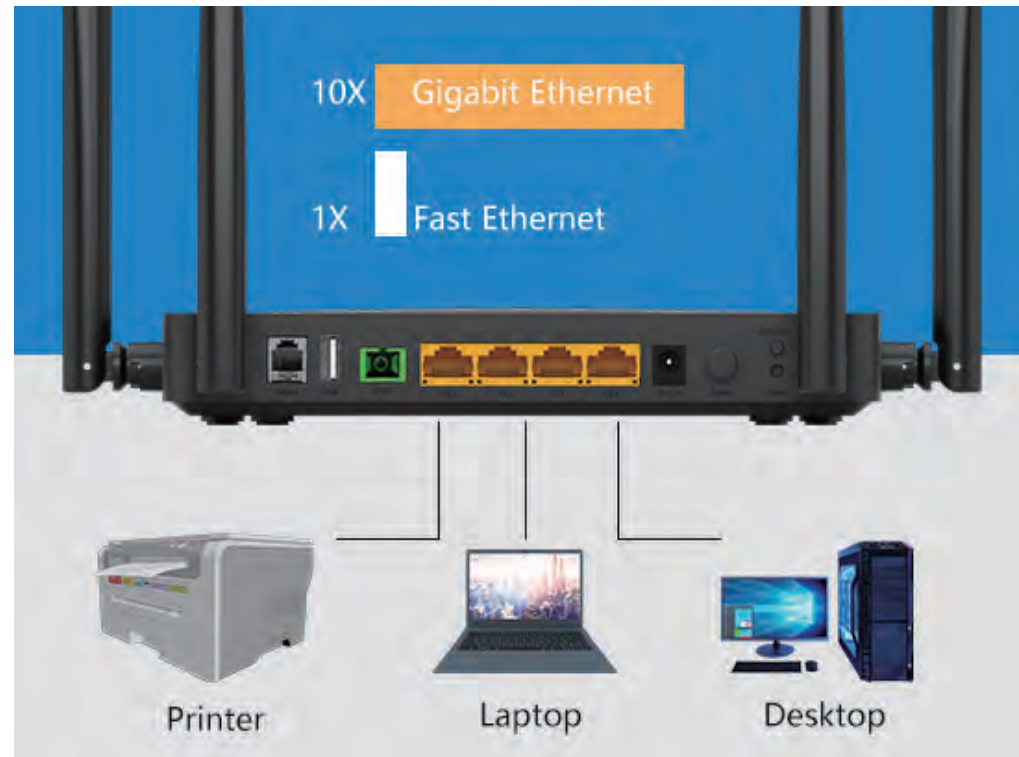 10X Gigabit Ethernet
1X Fast Ethernet
Printer
Laptop
Desktop